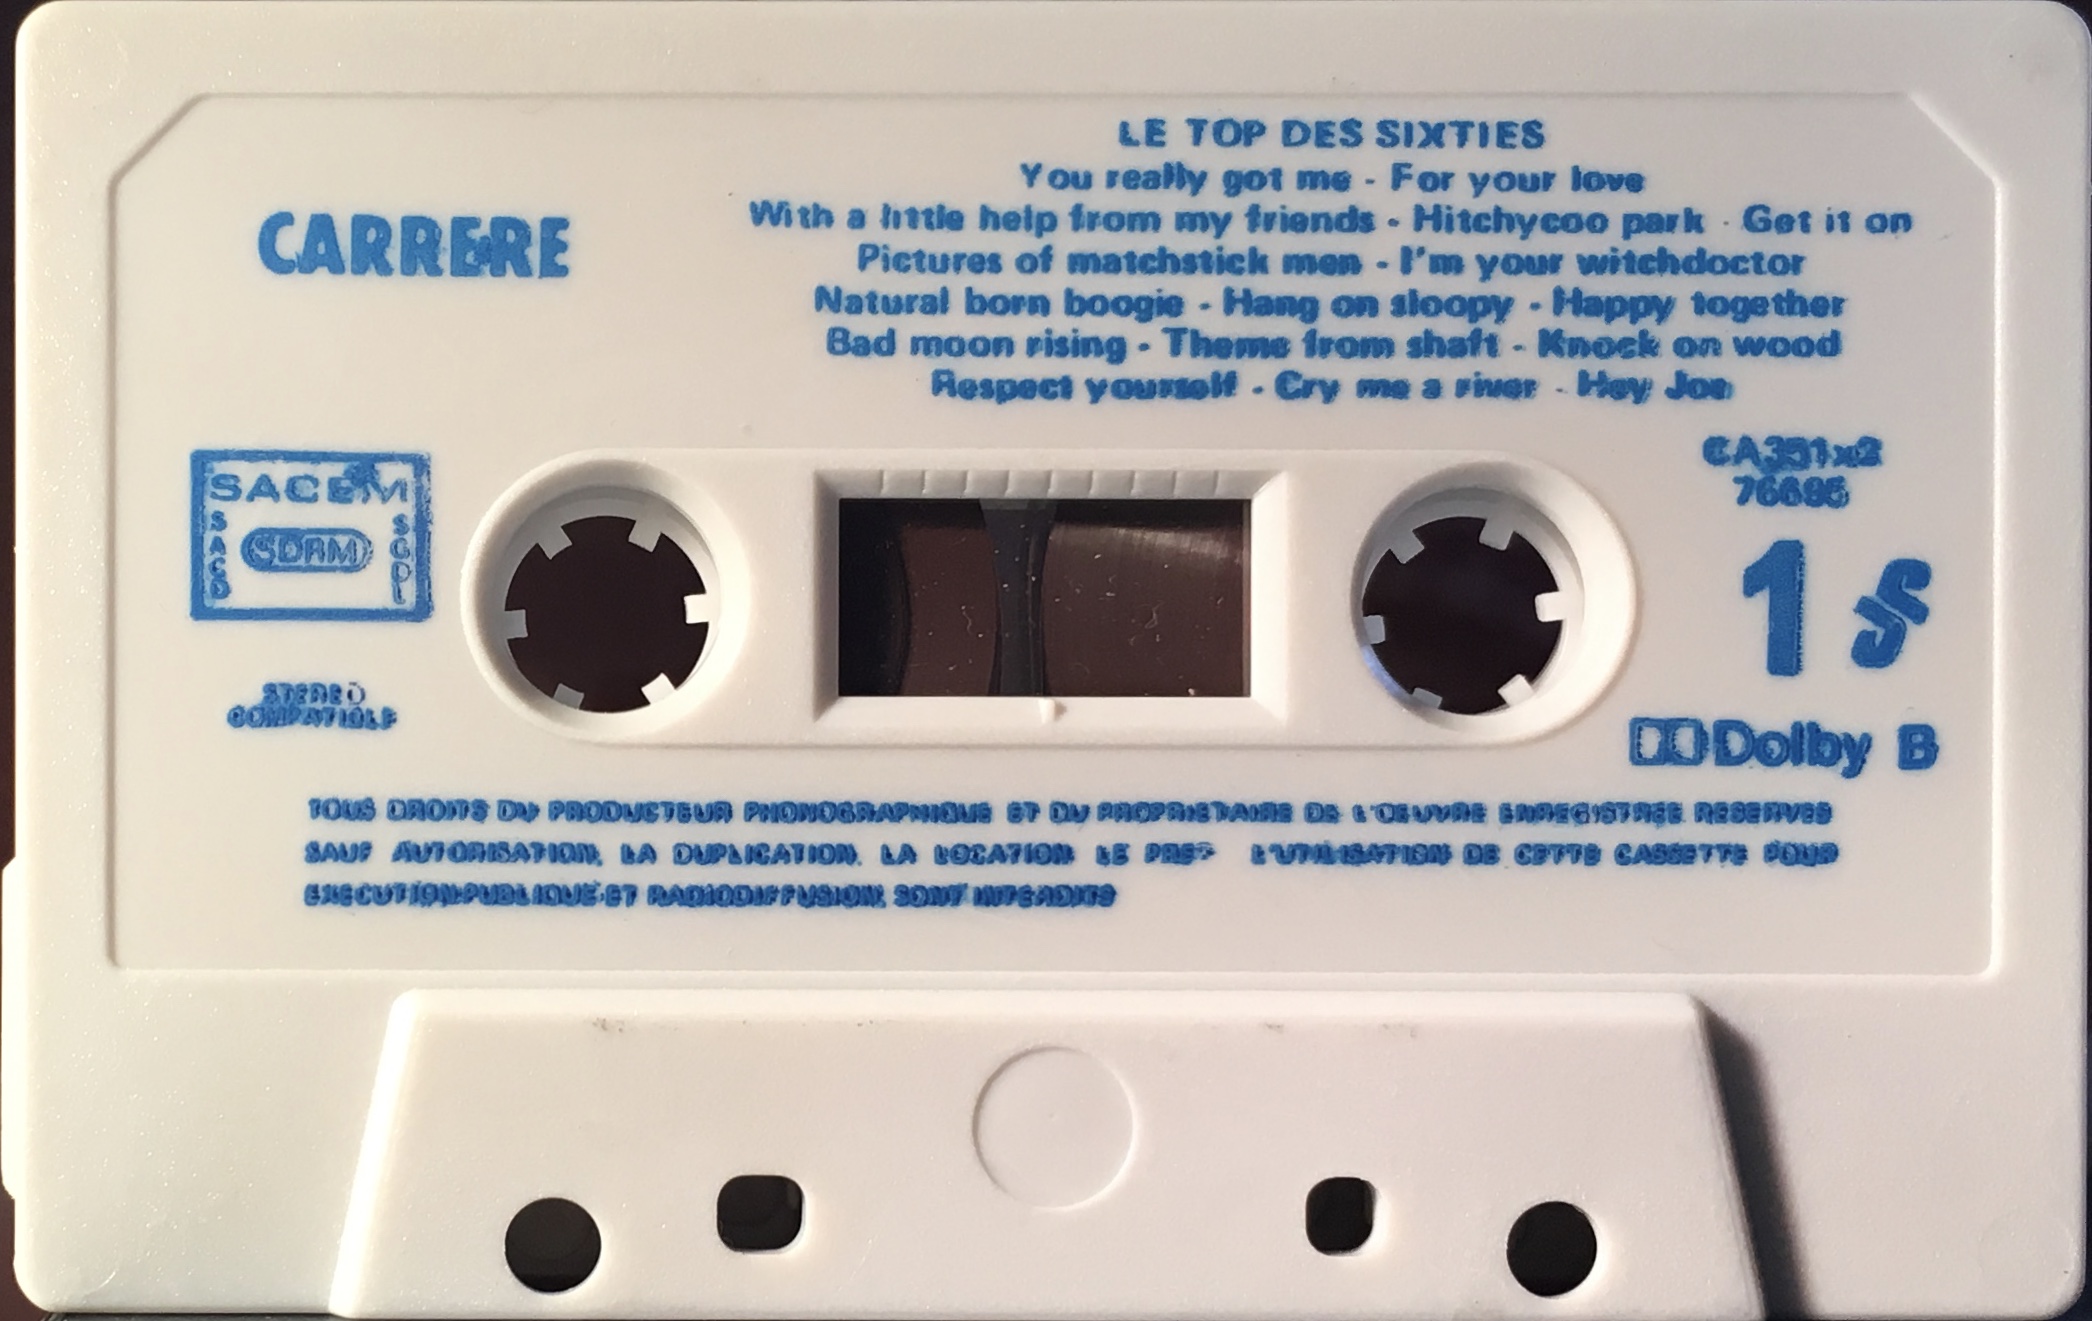 LE TOP DES SIXTIES
You really got me - For your love
With a little help from my friends - Hitchycoo park - Get it on
Pictures of matchstick men - I'm your witchdoctor
Natural born boogie - Hang on sloopy - Happy together
Bad moon rising - Theme from shaft - Knock on wood
Respect yourself - Cry me a river - Hey Joe
CARRERE
SACEM
SACD
SDRM
SGDL
STEREO
COMPATIBLE
1
Dolby B
TOUS DROITS DU PRODUCTEUR PHONOGRAPHIQUE ET DU PROPRIETAIRE DE L'OEUVRE ENREGISTREE RESERVES
SAUF AUTORISATION, LA DUPLICATION, LA LOCATION LE L'UTILISATION DE CETTE CASSETTE POUR
EXECUTION PUBLIQUE ET RADIODIFFUSION, SONT INTERDITS